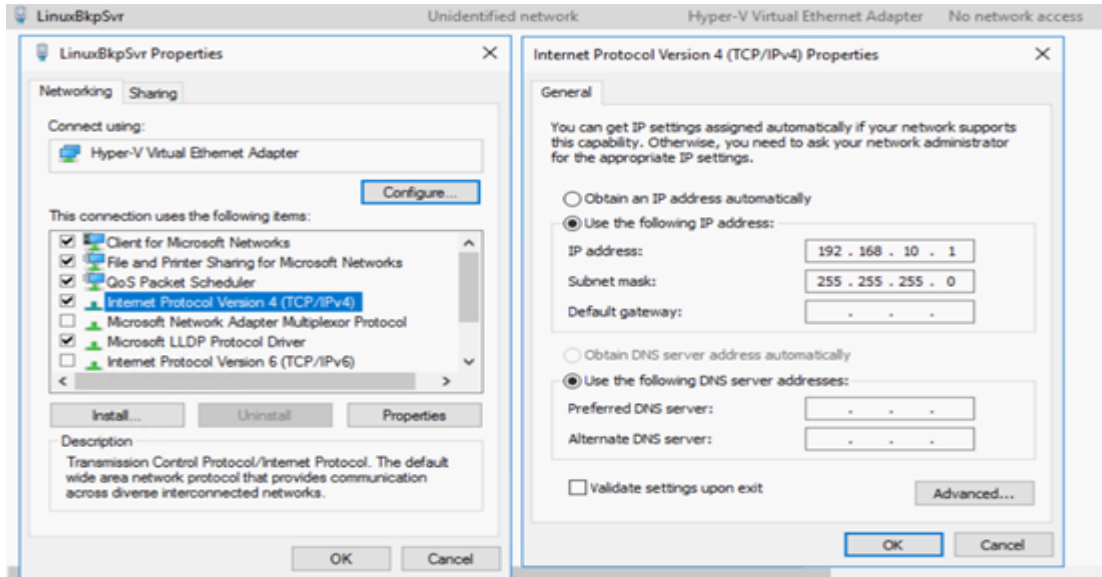 LinuxBkpSvr Unidentified network Hyper-V Virtual Ethernet Adapter No network access
LinuxBkpSvr Properties
Networking Sharing
Connect using:
Hyper-V Virtual Ethernet Adapter
Configure...
This connection uses the following items:
Client for Microsoft Networks
File and Printer Sharing for Microsoft Networks
QoS Packet Scheduler
Internet Protocol Version 4 (TCP/IPv4)
Microsoft Network Adapter Multiplexor Protocol
Microsoft LLDP Protocol Driver
Internet Protocol Version 6 (TCP/IPv6)
Install... Uninstall Properties
Description
Transmission Control Protocol/Internet Protocol. The default
wide area network protocol that provides communication
across diverse interconnected networks.
OK Cancel
Internet Protocol Version 4 (TCP/IPv4) Properties
General
You can get IP settings assigned automatically if your network supports
this capability. Otherwise, you need to ask your network administrator
for the appropriate IP settings.
Obtain an IP address automatically
Use the following IP address:
IP address: 192 . 168 . 10 . 1
Subnet mask: 255 . 255 . 255 . 0
Default gateway: . . .
Obtain DNS server address automatically
Use the following DNS server addresses:
Preferred DNS server: . . .
Alternate DNS server: . . .
Validate settings upon exit
Advanced...
OK Cancel